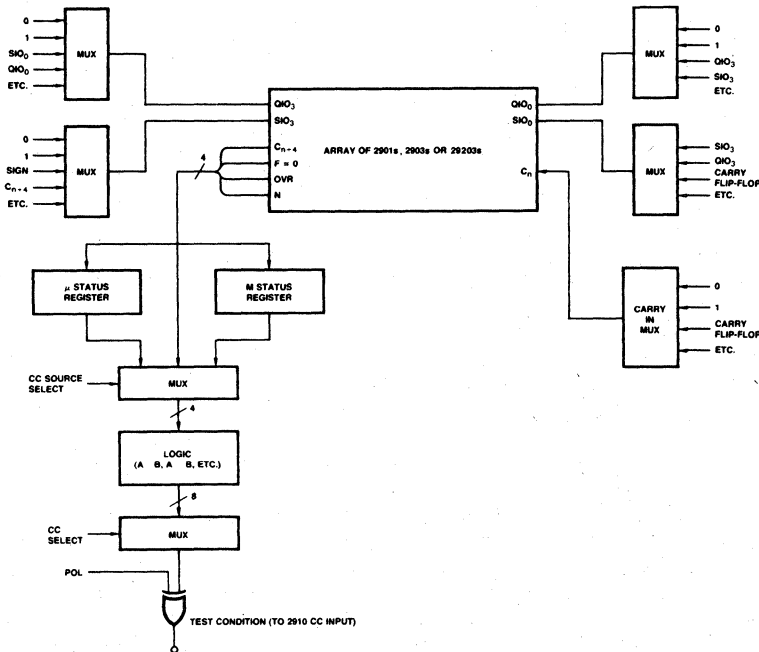 0
1
SIO₀
QIO₀
ETC.
MUX
0
1
SIGN
Cn+4
ETC.
MUX
QIO₃
SIO₃
Cn+4
F = 0
OVR
N
4
ARRAY OF 2901s, 2903s OR 29203s
QIO₀
SIO₀
Cn
MUX
0
1
QIO₃
SIO₃
ETC.
MUX
SIO₃
QIO₃
CARRY
FLIP-FLOP
ETC.
CARRY
IN
MUX
0
1
CARRY
FLIP-FLOP
ETC.
μ STATUS
REGISTER
M STATUS
REGISTER
CC SOURCE
SELECT
MUX
4
LOGIC
(A B, A B, ETC.)
8
CC
SELECT
MUX
POL
TEST CONDITION (TO 2910 CC INPUT)